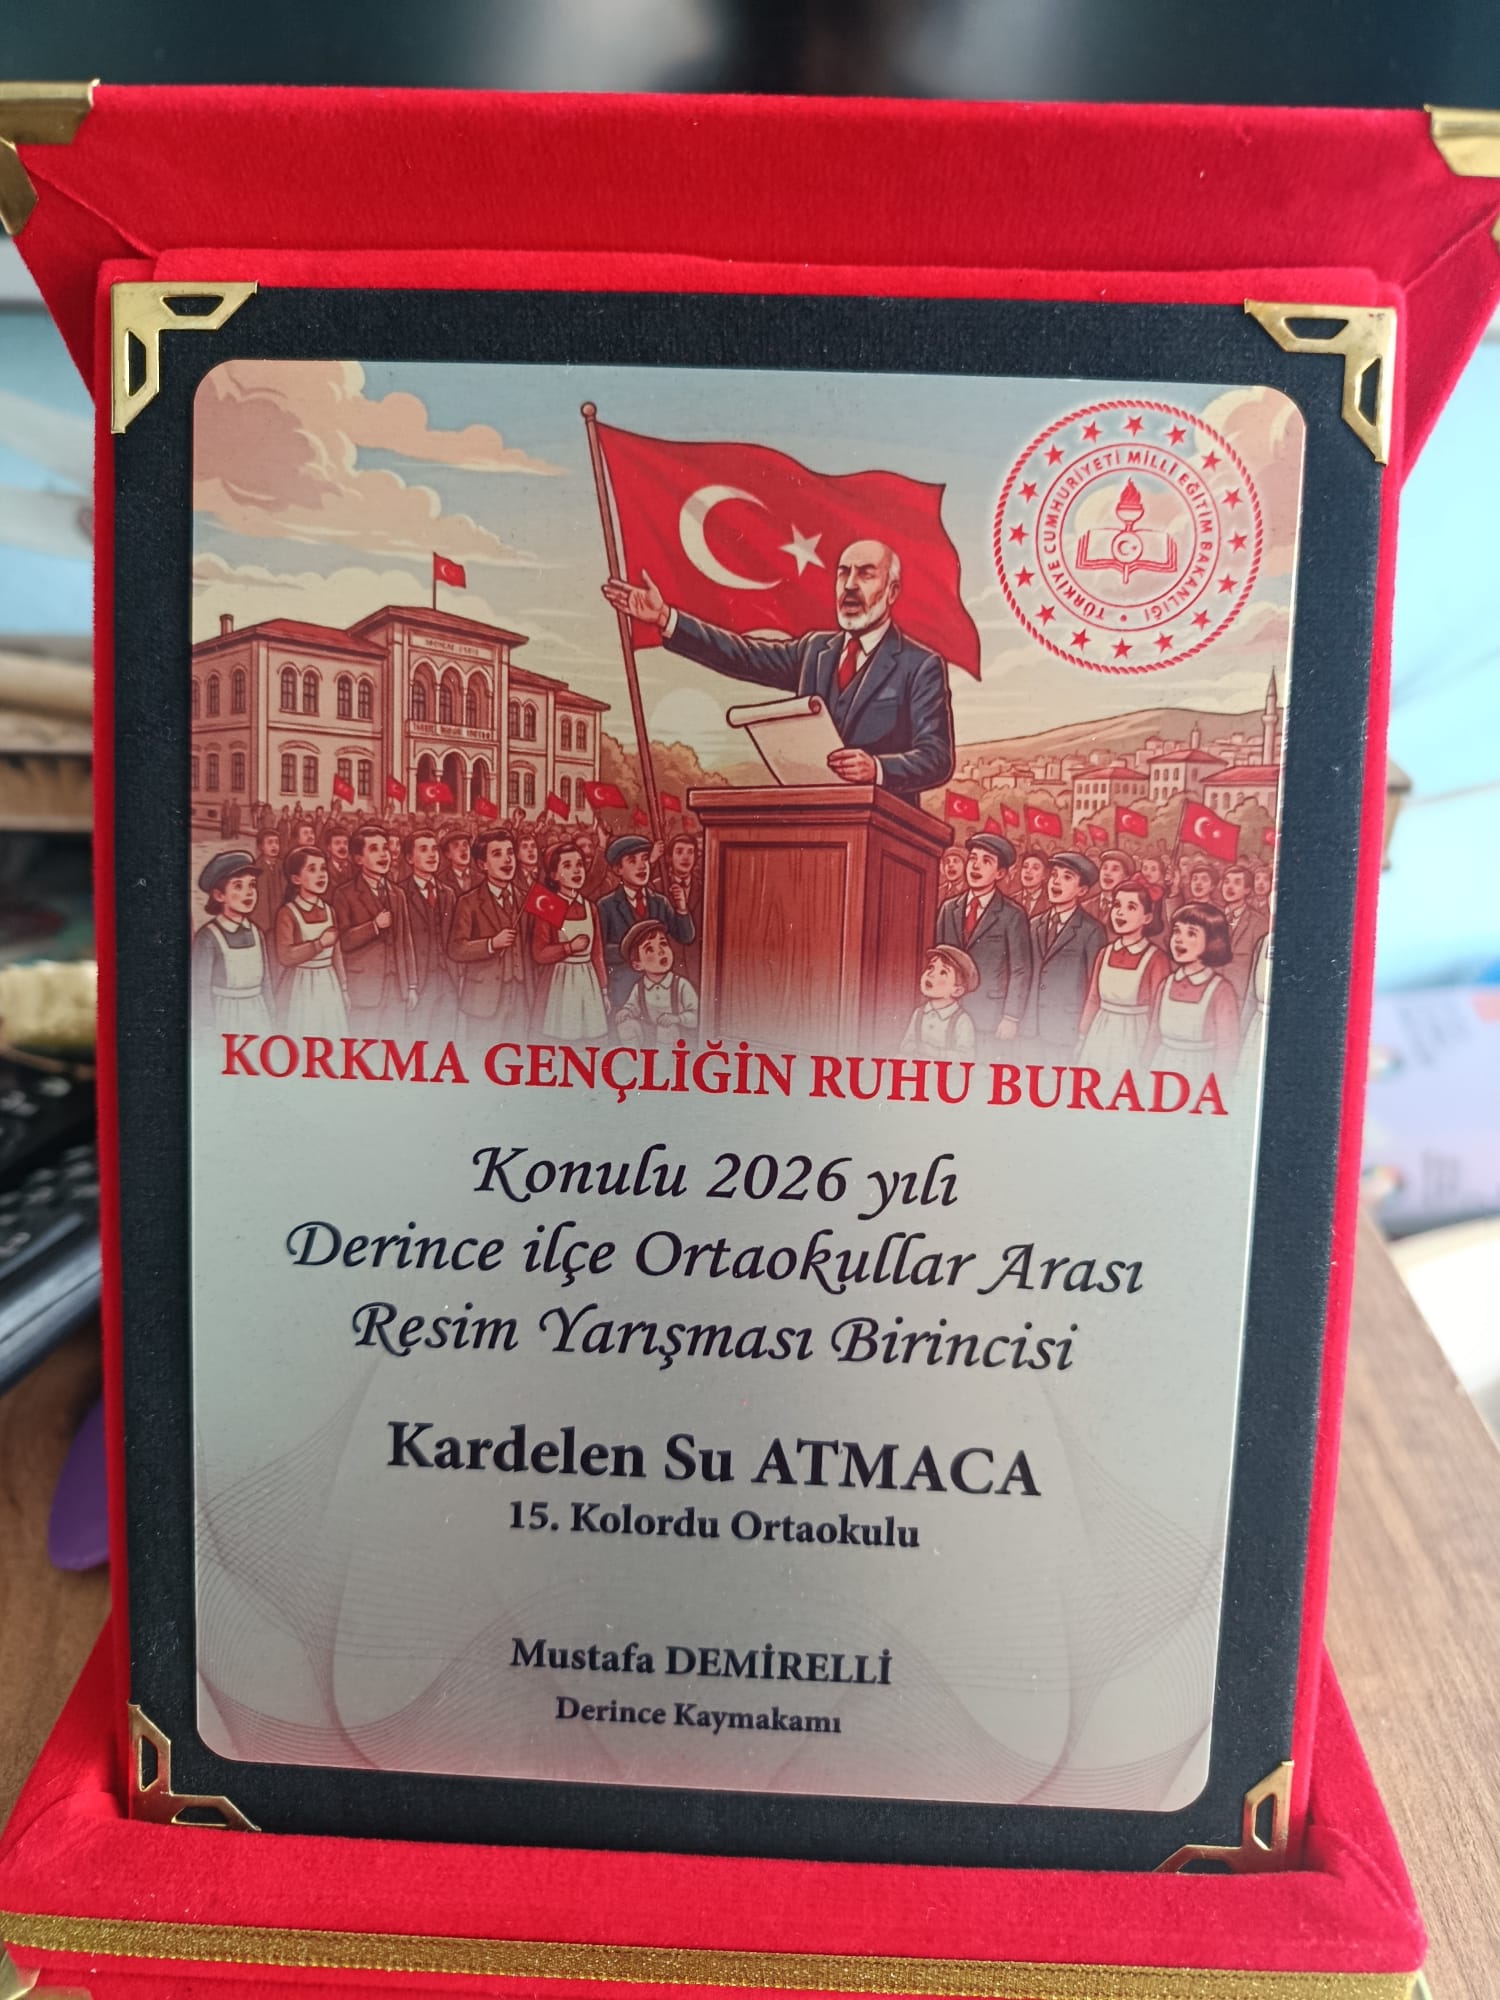 TÜRKİYE CUMHURİYETİ MİLLİ EĞİTİM BAKANLIĞI
KORKMA GENÇLİĞİN RUHU BURADA
Konulu 2026 yılı
Derince ilçe Ortaokullar Arası
Resim Yarışması Birincisi
Kardelen Su ATMACA
15. Kolordu Ortaokulu
Mustafa DEMİRELLİ
Derince Kaymakamı